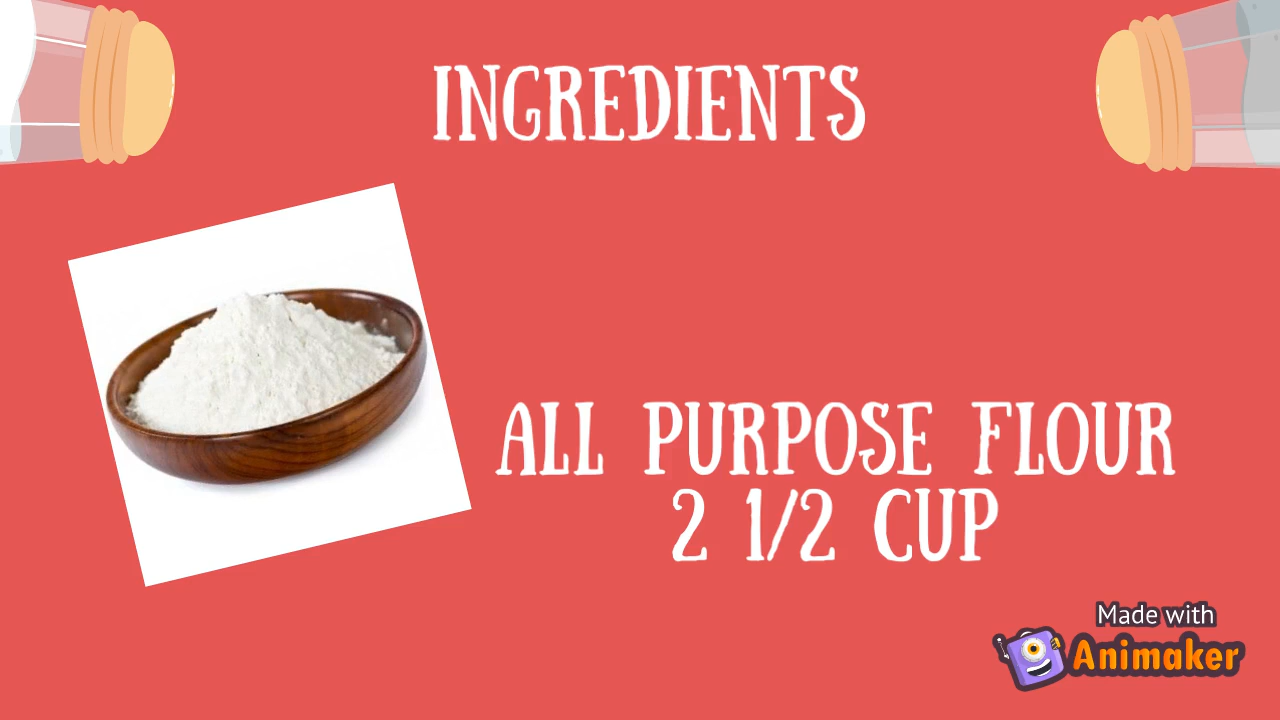 INGREDIENTS
ALL PURPOSE FLOUR
2 1/2 CUP
Made with
Animaker